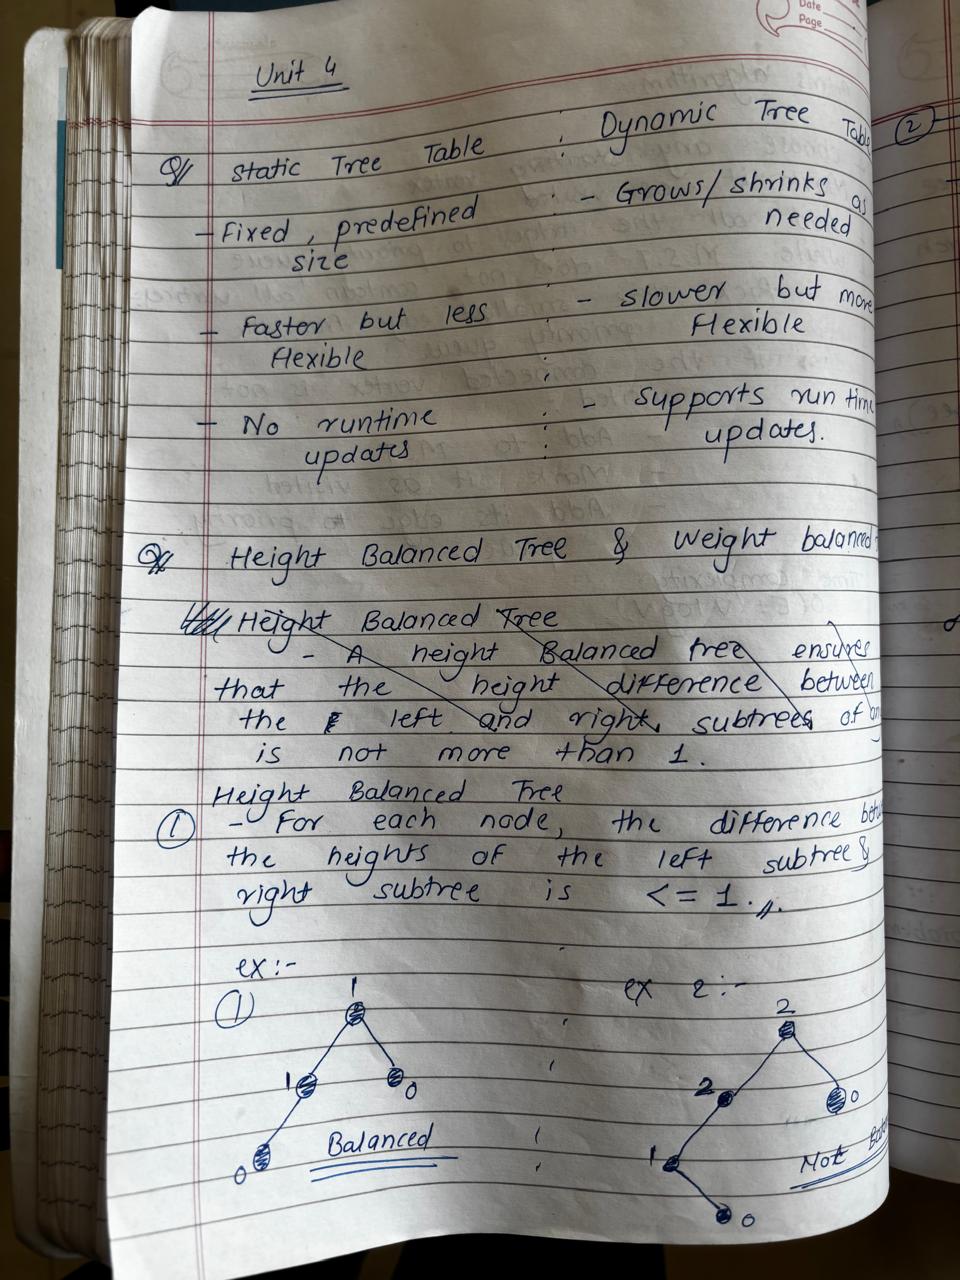 Date
Page
Unit 4
Q// Static Tree Table : Dynamic Tree Table
- Fixed, predefined size
- Grows/shrinks as needed
- Faster but less flexible
- slower but more flexible
- No runtime updates
- supports run time updates.
Q// Height Balanced Tree & weight balanced
Height Balanced Tree
- A height Balanced tree ensures
that the height difference between
the left and right subtrees of
is not more than 1.
Height Balanced Tree
① - For each node, the difference
the heights of the left subtree &
right subtree is <= 1.
ex :-
①
1
1
0
0
Balanced
ex 2 :-
2
2
0
1
0
Not
②